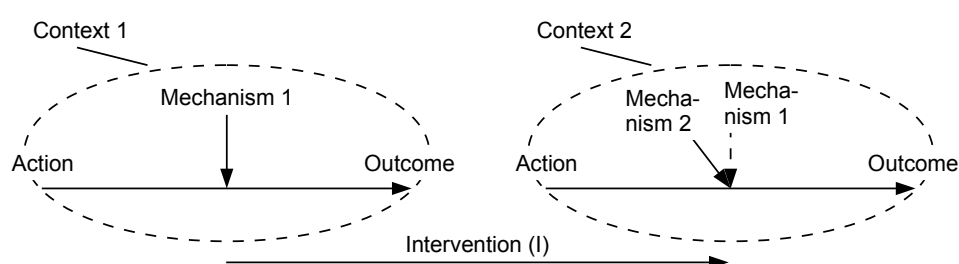 Context 1
Context 2
Mechanism 1
Mecha-
nism 2
Mecha-
nism 1
Action
Outcome
Action
Outcome
Intervention (I)